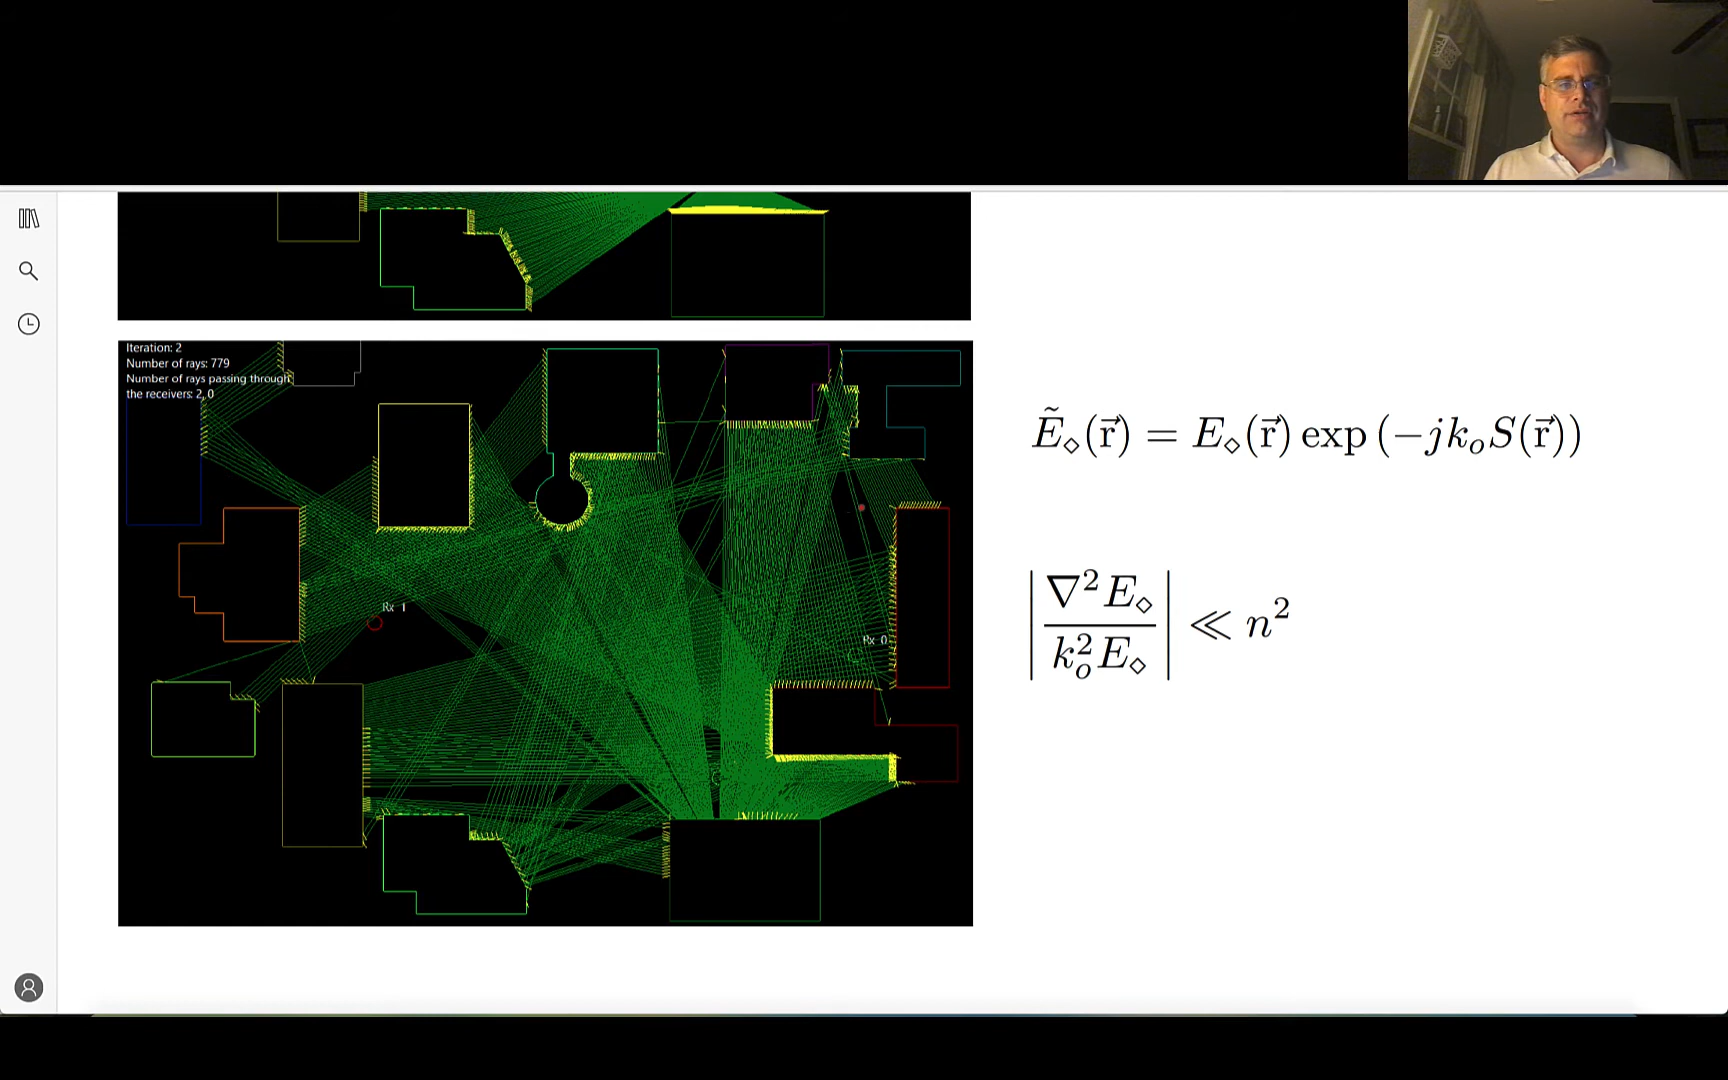 Iteration: 2
Number of rays: 779
Number of rays passing through
the receivers: 2, 0
Rx 1
Rx 0
Ẽ⋄(r⃗) = E⋄(r⃗) exp (−jkₒS(r⃗))
|∇²E⋄ / kₒ²E⋄| ≪ n²